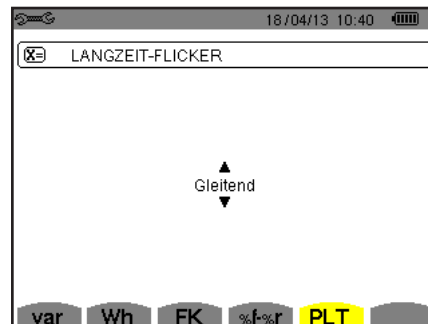 18/04/13 10:40
X= LANGZEIT-FLICKER
Gleitend
var Wh FK %f-%r PLT